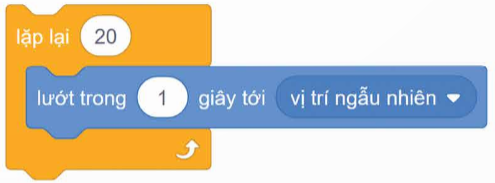 lặp lại 20
lướt trong 1 giây tới vị trí ngẫu nhiên